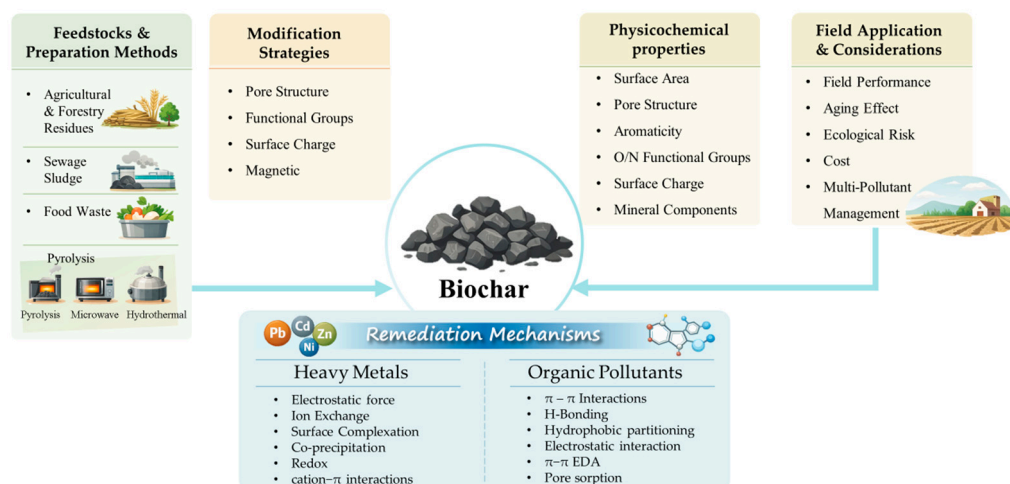 Feedstocks &
Preparation Methods
• Agricultural
& Forestry
Residues
• Sewage
Sludge
• Food Waste
Pyrolysis
Pyrolysis Microwave Hydrothermal
Modification
Strategies
• Pore Structure
• Functional Groups
• Surface Charge
• Magnetic
Physicochemical
properties
• Surface Area
• Pore Structure
• Aromaticity
• O/N Functional Groups
• Surface Charge
• Mineral Components
Field Application
& Considerations
• Field Performance
• Aging Effect
• Ecological Risk
• Cost
• Multi-Pollutant
Management
Biochar
Pb Cd Zn
Ni
Remediation Mechanisms
Heavy Metals
• Electrostatic force
• Ion Exchange
• Surface Complexation
• Co-precipitation
• Redox
• cation−π interactions
Organic Pollutants
• π – π Interactions
• H-Bonding
• Hydrophobic partitioning
• Electrostatic interaction
• π−π EDA
• Pore sorption